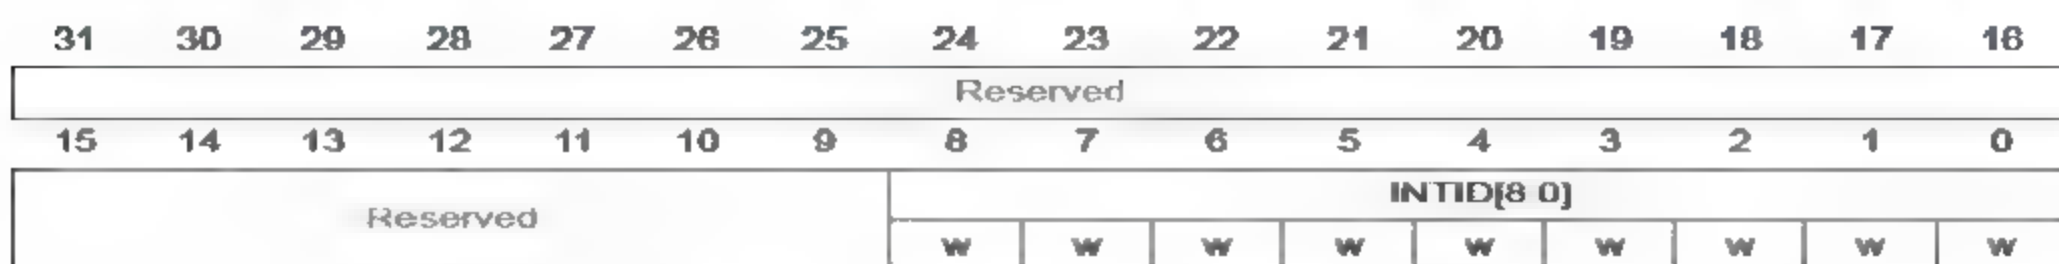 31 30 29 28 27 26 25 24 23 22 21 20 19 18 17 16
Reserved
15 14 13 12 11 10 9 8 7 6 5 4 3 2 1 0
INTID[8 0]
Reserved
w w w w w w w w w